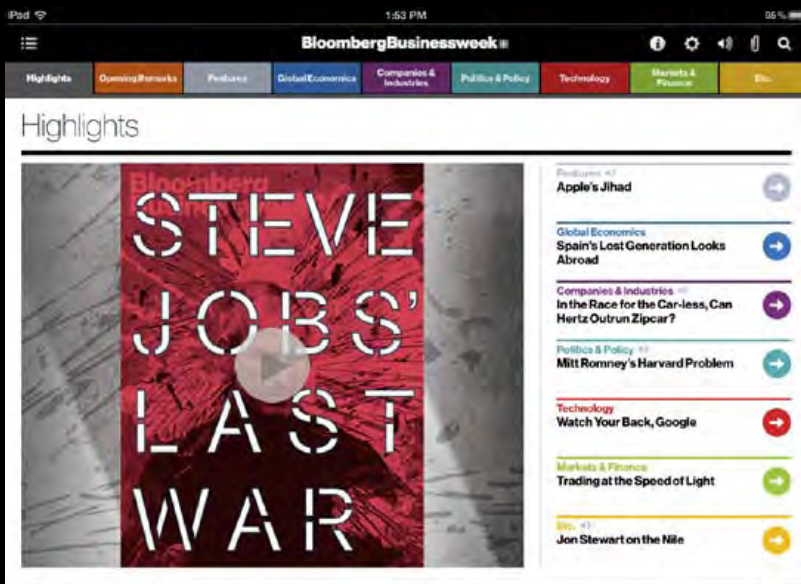 iPad
1:53 PM
95%
BloombergBusinessweek
Highlights
Opening Remarks
Features
Global Economics
Companies &
Industries
Politics & Policy
Technology
Markets &
Finance
Etc.
Highlights
Bloomberg
STEVE
JOBS'
LAST
WAR
Features
Apple's Jihad
Global Economics
Spain's Lost Generation Looks
Abroad
Companies & Industries
In the Race for the Car-less, Can
Hertz Outrun Zipcar?
Politics & Policy
Mitt Romney's Harvard Problem
Technology
Watch Your Back, Google
Markets & Finance
Trading at the Speed of Light
Etc.
Jon Stewart on the Nile